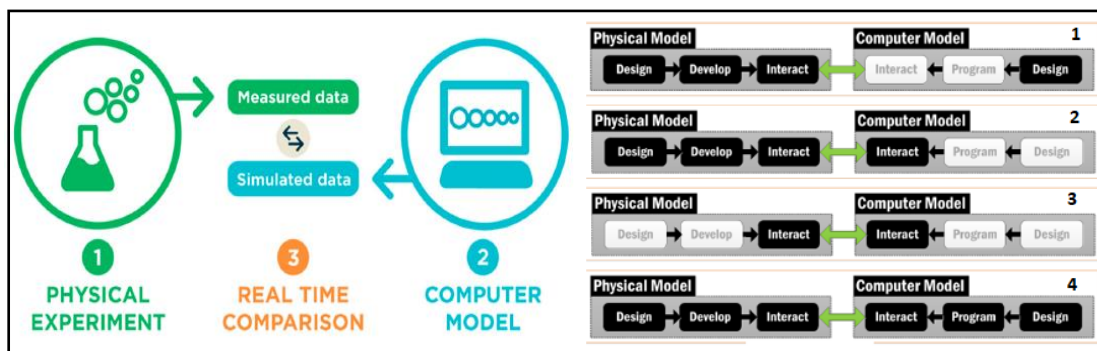 Measured data
Simulated data
1
PHYSICAL
EXPERIMENT
3
REAL TIME
COMPARISON
2
COMPUTER
MODEL
Physical Model
Computer Model
1
Design
Develop
Interact
Interact
Program
Design
Physical Model
Computer Model
2
Design
Develop
Interact
Interact
Program
Design
Physical Model
Computer Model
3
Design
Develop
Interact
Interact
Program
Design
Physical Model
Computer Model
4
Design
Develop
Interact
Interact
Program
Design